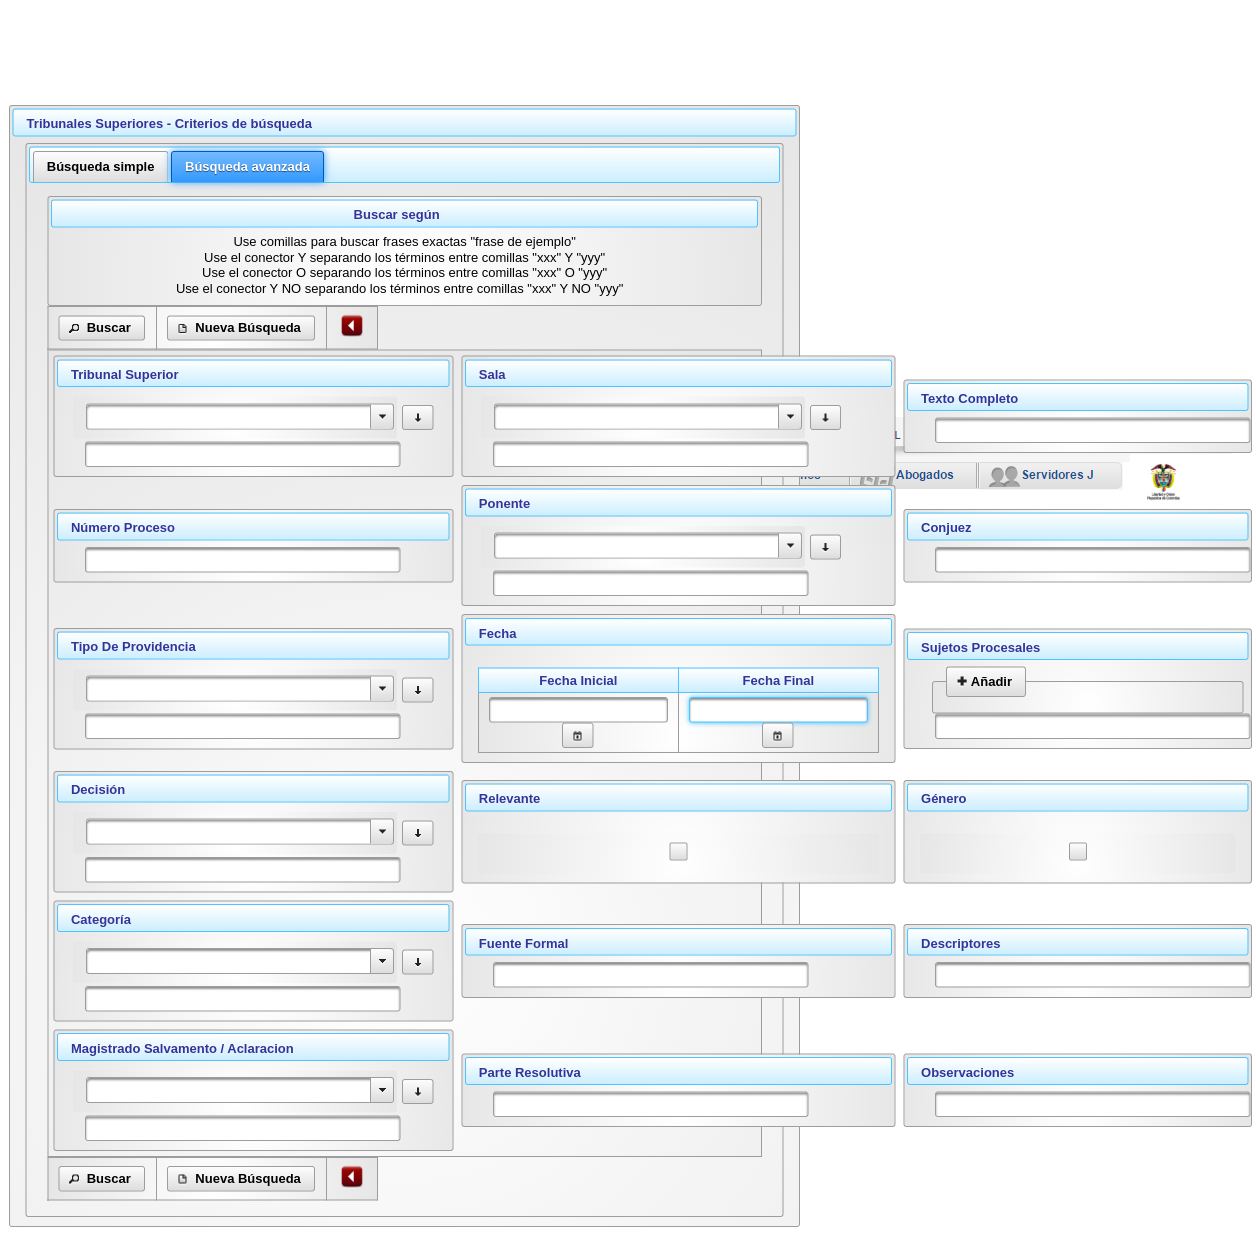 Tribunales Superiores - Criterios de búsqueda
Búsqueda simple
Búsqueda avanzada
Buscar según
Use comillas para buscar frases exactas "frase de ejemplo"
Use el conector Y separando los términos entre comillas "xxx" Y "yyy"
Use el conector O separando los términos entre comillas "xxx" O "yyy"
Use el conector Y NO separando los términos entre comillas "xxx" Y NO "yyy"
Buscar
Nueva Búsqueda
Tribunal Superior
Sala
Texto Completo
L
Abogados
Servidores J
Número Proceso
Ponente
Conjuez
Tipo De Providencia
Fecha
Fecha Inicial
Fecha Final
Sujetos Procesales
Añadir
Decisión
Relevante
Género
Categoría
Fuente Formal
Descriptores
Magistrado Salvamento / Aclaracion
Parte Resolutiva
Observaciones
Buscar
Nueva Búsqueda